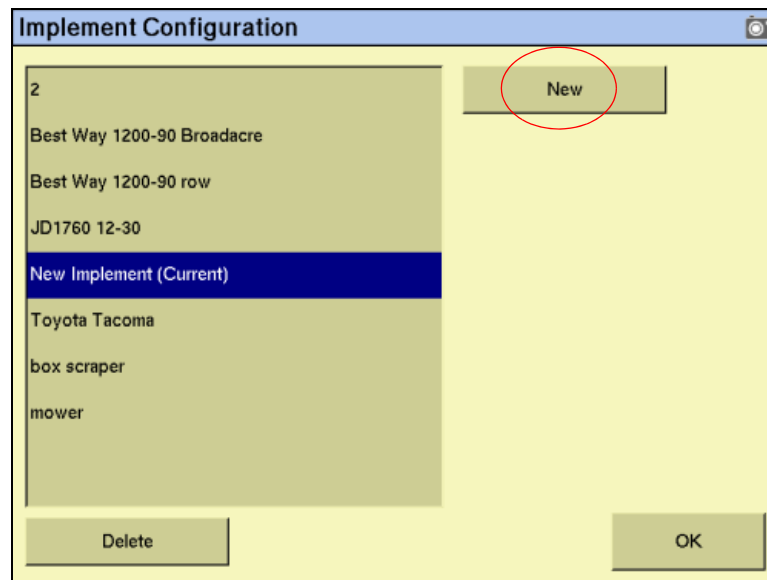 Implement Configuration
2
New
Best Way 1200-90 Broadacre
Best Way 1200-90 row
JD1760 12-30
New Implement (Current)
Toyota Tacoma
box scraper
mower
Delete
OK